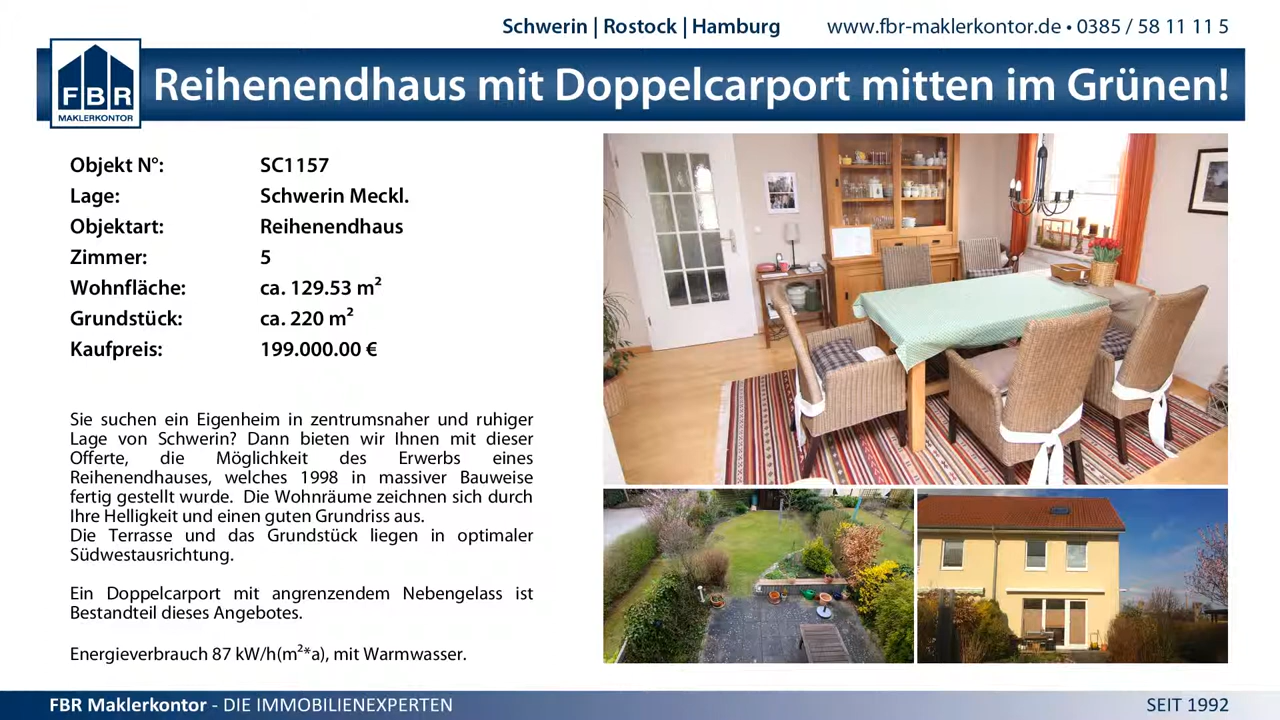 Schwerin | Rostock | Hamburg www.fbr-maklerkontor.de • 0385 / 58 11 11 5
FBR
MAKLERKONTOR
Reihenendhaus mit Doppelcarport mitten im Grünen!
Objekt N°: SC1157
Lage: Schwerin Meckl.
Objektart: Reihenendhaus
Zimmer: 5
Wohnfläche: ca. 129.53 m²
Grundstück: ca. 220 m²
Kaufpreis: 199.000.00 €
Sie suchen ein Eigenheim in zentrumsnaher und ruhiger
Lage von Schwerin? Dann bieten wir Ihnen mit dieser
Offerte, die Möglichkeit des Erwerbs eines
Reihenendhauses, welches 1998 in massiver Bauweise
fertig gestellt wurde. Die Wohnräume zeichnen sich durch
Ihre Helligkeit und einen guten Grundriss aus.
Die Terrasse und das Grundstück liegen in optimaler
Südwestausrichtung.
Ein Doppelcarport mit angrenzendem Nebengelass ist
Bestandteil dieses Angebotes.
Energieverbrauch 87 kW/h(m²*a), mit Warmwasser.
FBR Maklerkontor - DIE IMMOBILIENEXPERTEN SEIT 1992